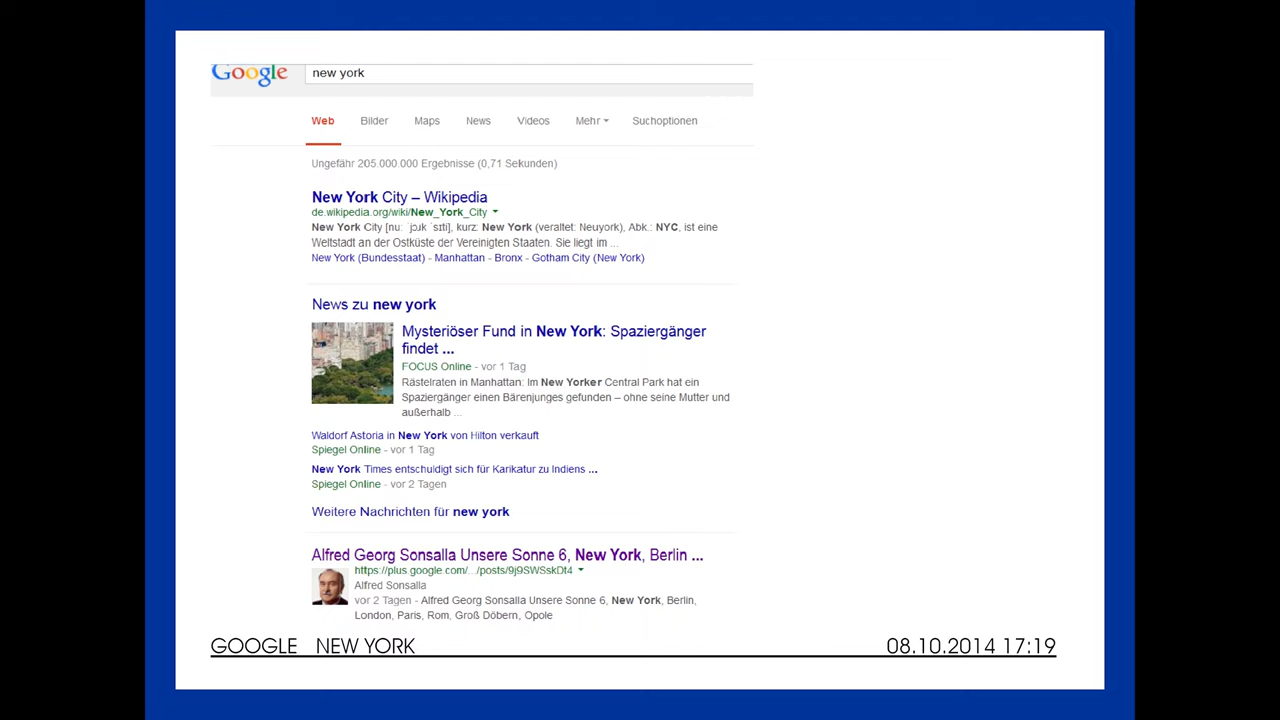 Google new york
Web Bilder Maps News Videos Mehr Suchoptionen
Ungefähr 205.000.000 Ergebnisse (0,71 Sekunden)
New York City – Wikipedia
de.wikipedia.org/wiki/New_York_City
New York City [nuː ˈjɔɹk ˈsɪti], kurz: New York (veraltet: Neuyork), Abk.: NYC, ist eine
Weltstadt an der Ostküste der Vereinigten Staaten. Sie liegt im ...
New York (Bundesstaat) - Manhattan - Bronx - Gotham City (New York)
News zu new york
Mysteriöser Fund in New York: Spaziergänger
findet ...
FOCUS Online - vor 1 Tag
Rästelraten in Manhattan: Im New Yorker Central Park hat ein
Spaziergänger einen Bärenjunges gefunden – ohne seine Mutter und
außerhalb ...
Waldorf Astoria in New York von Hilton verkauft
Spiegel Online - vor 1 Tag
New York Times entschuldigt sich für Karikatur zu Indiens ...
Spiegel Online - vor 2 Tagen
Weitere Nachrichten für new york
Alfred Georg Sonsalla Unsere Sonne 6, New York, Berlin ...
https://plus.google.com/.../posts/9j9SWSskDt4
Alfred Sonsalla
vor 2 Tagen - Alfred Georg Sonsalla Unsere Sonne 6, New York, Berlin,
London, Paris, Rom, Groß Döbern, Opole
GOOGLE NEW YORK 08.10.2014 17:19